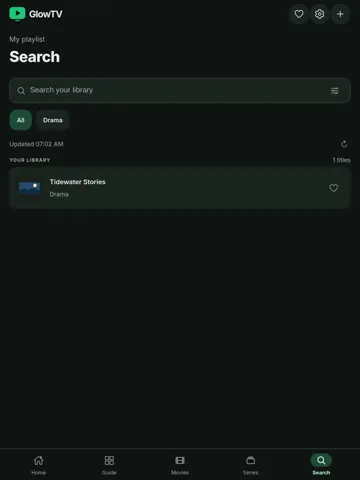 GlowTV
My playlist
Search
Search your library
All
Drama
Updated 07:02 AM
YOUR LIBRARY
1 titles
Tidewater Stories
Drama
Home
Guide
Movies
Series
Search